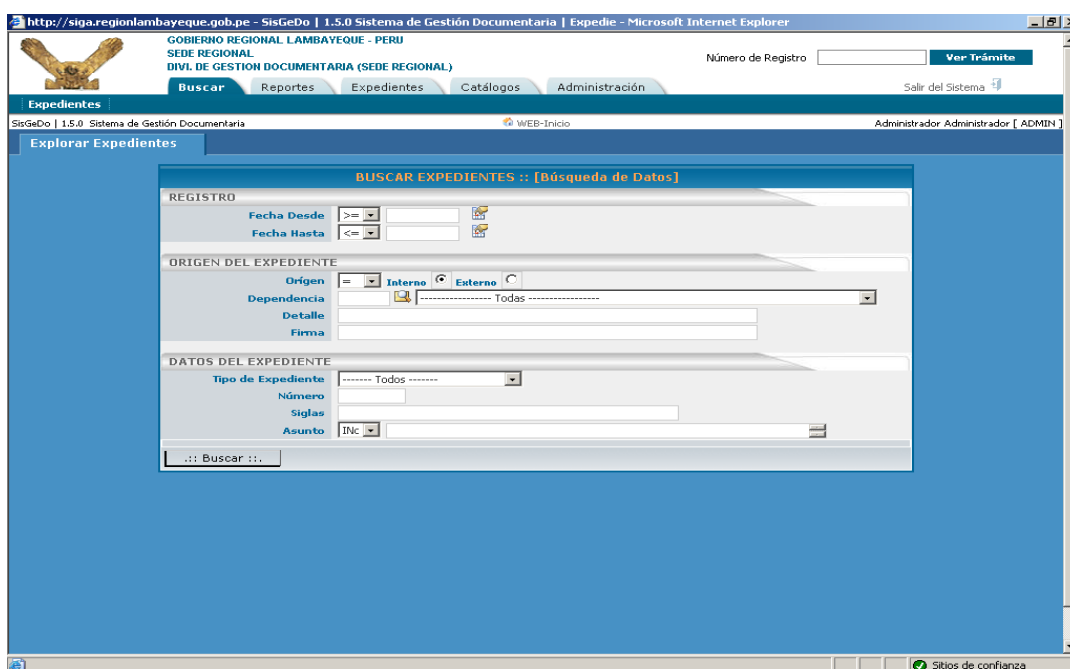 http://siga.regionlambayeque.gob.pe - SisGeDo | 1.5.0 Sistema de Gestión Documentaria | Expedie - Microsoft Internet Explorer
GOBIERNO REGIONAL LAMBAYEQUE - PERU
SEDE REGIONAL
DIVI. DE GESTION DOCUMENTARIA (SEDE REGIONAL)
Número de Registro Ver Trámite
Buscar Reportes Expedientes Catálogos Administración Salir del Sistema
Expedientes
SisGeDo | 1.5.0 Sistema de Gestión Documentaria WEB-Inicio Administrador Administrador [ ADMIN ]
Explorar Expedientes
BUSCAR EXPEDIENTES :: [Búsqueda de Datos]
REGISTRO
Fecha Desde >=
Fecha Hasta <=
ORIGEN DEL EXPEDIENTE
Orígen = Interno Externo
Dependencia ----------------- Todas -----------------
Detalle
Firma
DATOS DEL EXPEDIENTE
Tipo de Expediente ------- Todos -------
Número
Siglas
Asunto INc
.:: Buscar ::.
Sitios de confianza